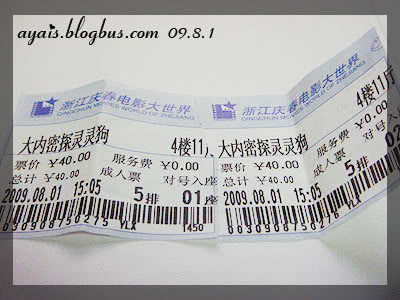 ayais.blogbus.com 09.8.1
浙江庆春电影大世界
QINGCHUN MOVIES WORLD OF ZHEJIANG
大内密探灵灵狗 4楼11
票价 ¥40.00 服务费 ¥0.00
总计 ¥40.00 成人票 对号入座
2009.08.01 15:05 5排 01座
VLX 1450
浙江庆春电影大世界
QINGCHUN MOVIES WORLD OF ZHEJIANG
大内密探灵灵狗 4楼11厅
票价 ¥40.00 服务费 ¥0.00
总计 ¥40.00 成人票 对号入座
2009.08.01 15:05 5排 02